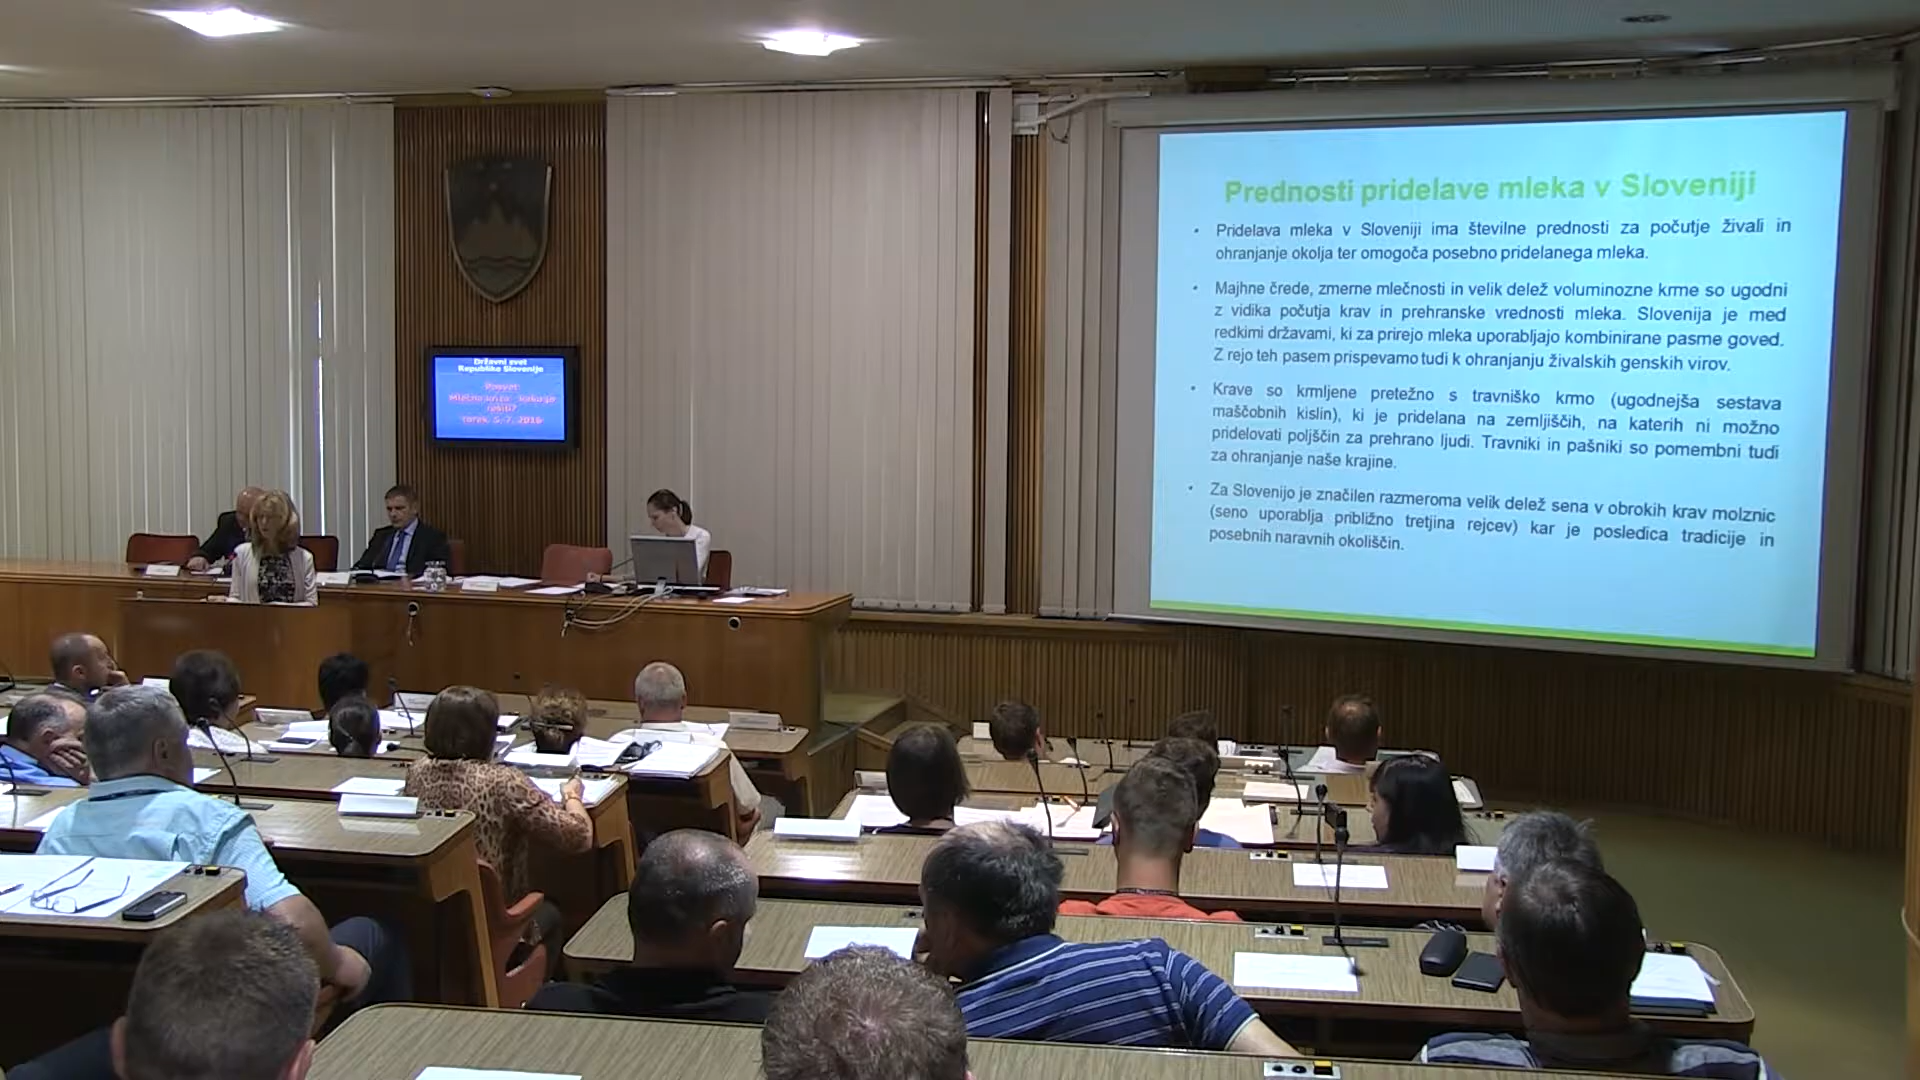 Prednosti pridelave mleka v Sloveniji
• Pridelava mleka v Sloveniji ima številne prednosti za počutje živali in
ohranjanje okolja ter omogoča posebno pridelanega mleka.
• Majhne črede, zmerne mlečnosti in velik delež voluminozne krme so ugodni
z vidika počutja krav in prehranske vrednosti mleka. Slovenija je med
redkimi državami, ki za prirejo mleka uporabljajo kombinirane pasme goved.
Z rejo teh pasem prispevamo tudi k ohranjanju živalskih genskih virov.
• Krave so krmljene pretežno s travniško krmo (ugodnejša sestava
maščobnih kislin), ki je pridelana na zemljiščih, na katerih ni možno
pridelovati poljščin za prehrano ljudi. Travniki in pašniki so pomembni tudi
za ohranjanje naše krajine.
• Za Slovenijo je značilen razmeroma velik delež sena v obrokih krav molznic
(seno uporablja približno tretjina rejcev) kar je posledica tradicije in
posebnih naravnih okoliščin.
Državni svet
Republike Slovenije
Posvet
Mlečna kriza - kako jo
rešiti?
torek, 5. 7. 2016